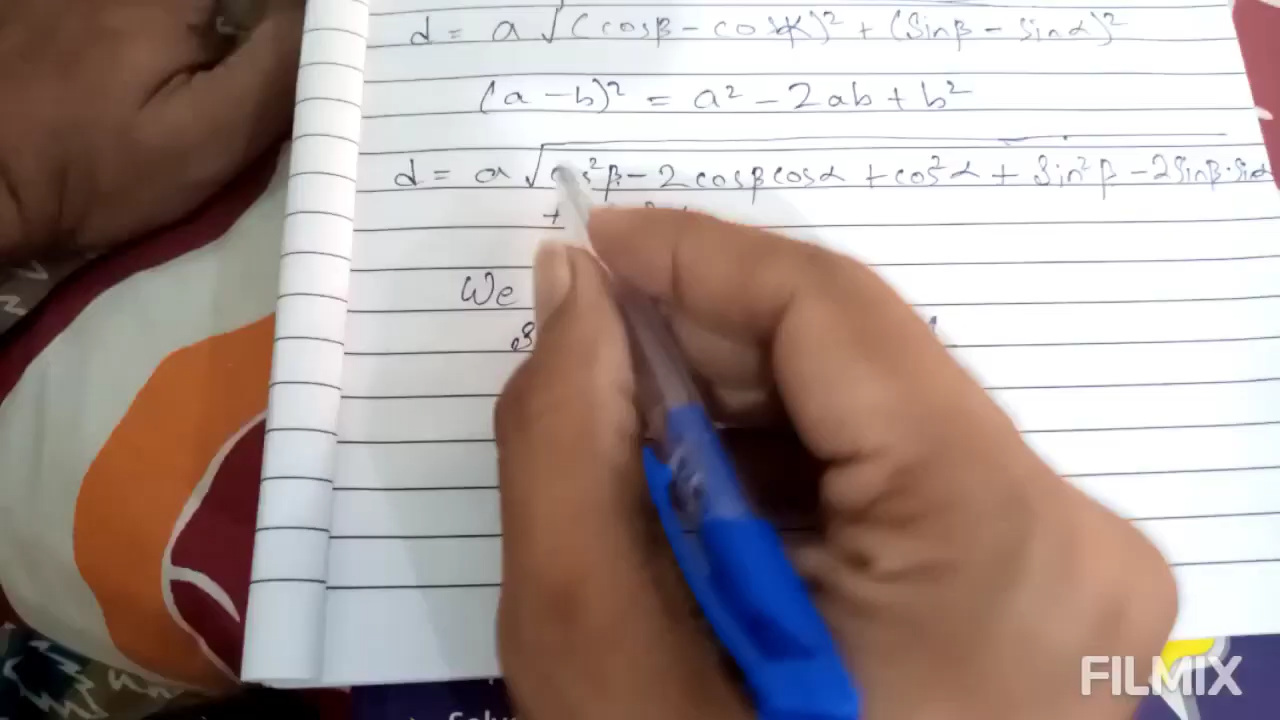 d = a √(cosβ - cosα)² + (Sinβ - Sinα)²
(a - b)² = a² - 2ab + b²
d = a √cos²β - 2cosβcosα + cos²α + Sin²β - 2Sinβ.Sinα
+
We
FILMIX